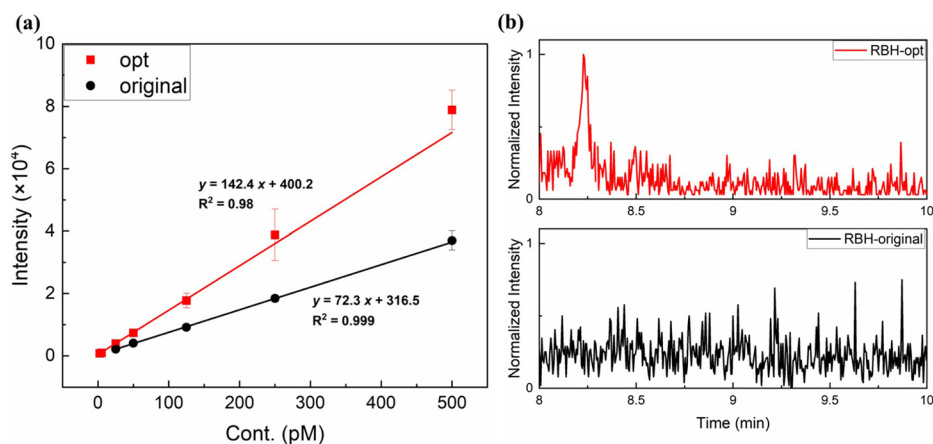 (a)
10
8
6
4
2
0
Intensity (×10⁴)
opt
original
y = 142.4 x + 400.2
R² = 0.98
y = 72.3 x + 316.5
R² = 0.999
0 100 200 300 400 500
Cont. (pM)
(b)
1
0
Normalized Intensity
RBH-opt
8 8.5 9 9.5 10
1
0
Normalized Intensity
RBH-original
8 8.5 9 9.5 10
Time (min)